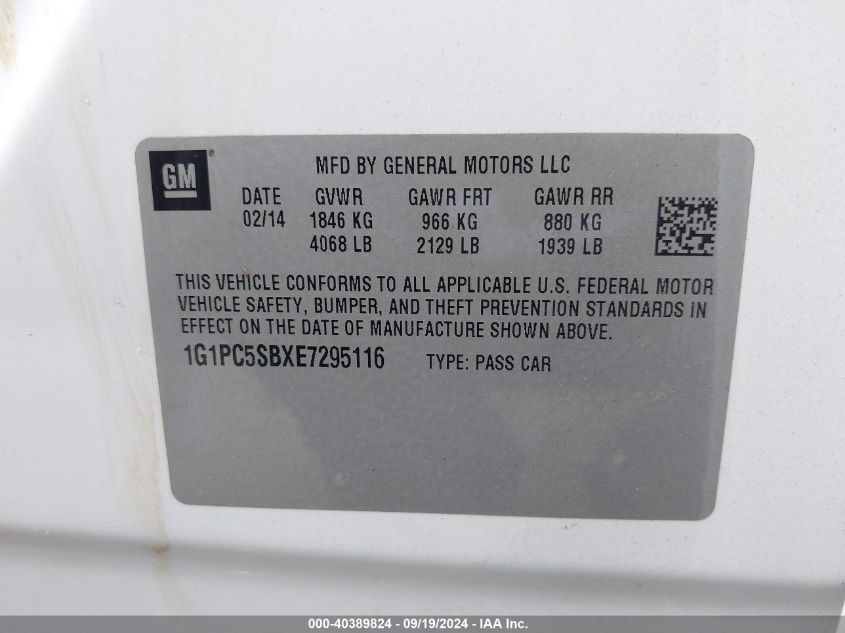 GM
MFD BY GENERAL MOTORS LLC
DATE GVWR GAWR FRT GAWR RR
02/14 1846 KG 966 KG 880 KG
4068 LB 2129 LB 1939 LB
THIS VEHICLE CONFORMS TO ALL APPLICABLE U.S. FEDERAL MOTOR
VEHICLE SAFETY, BUMPER, AND THEFT PREVENTION STANDARDS IN
EFFECT ON THE DATE OF MANUFACTURE SHOWN ABOVE.
1G1PC5SBXE7295116 TYPE: PASS CAR
000-40389824 - 09/19/2024 - IAA Inc.